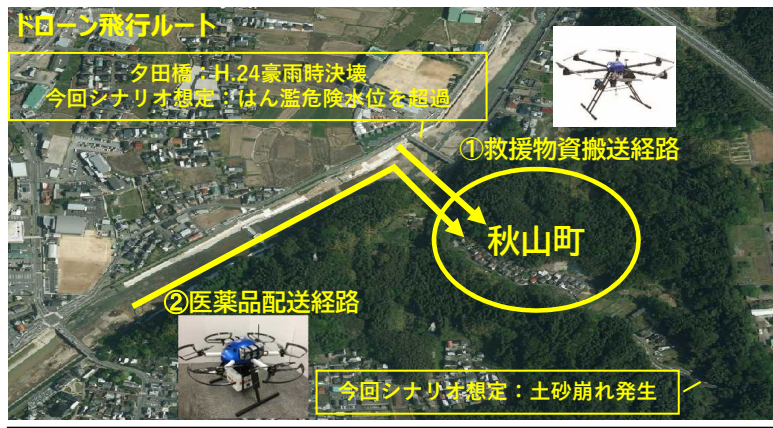 ドローン飛行ルート
夕田橋：H.24豪雨時決壊
今回シナリオ想定：はん濫危険水位を超過
①救援物資搬送経路
秋山町
②医薬品配送経路
今回シナリオ想定：土砂崩れ発生